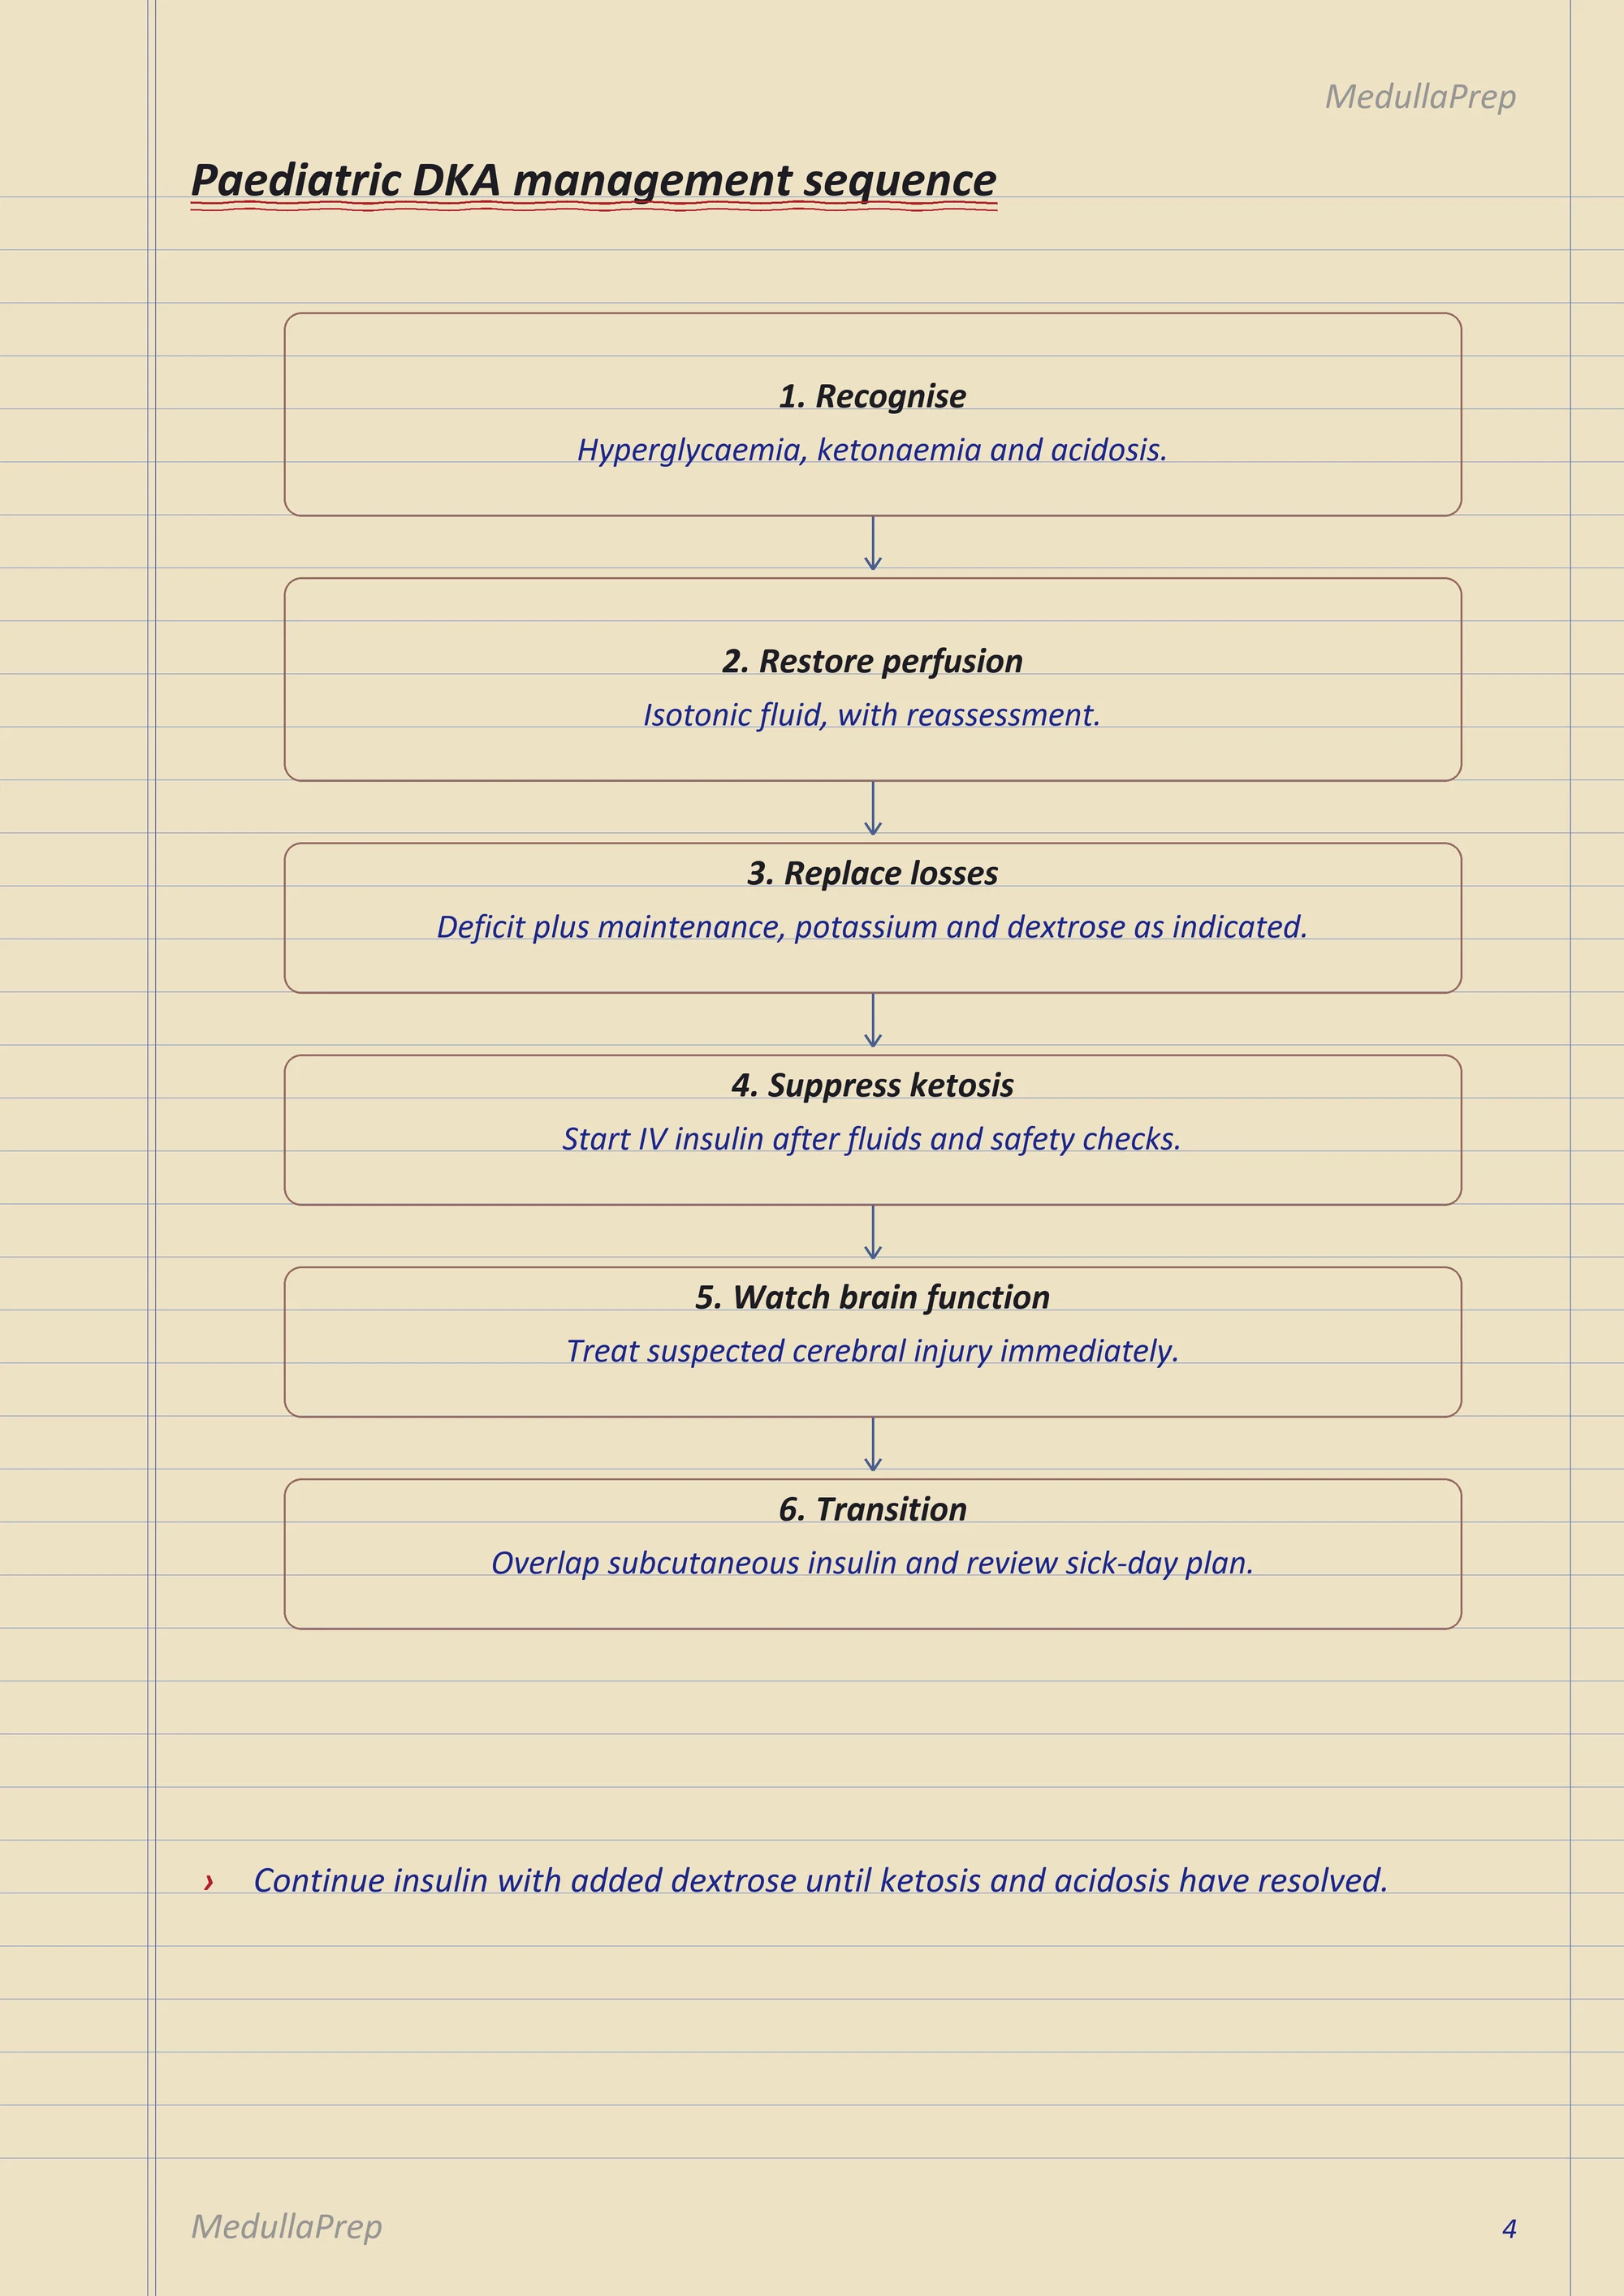 MedullaPrep
Paediatric DKA management sequence
1. Recognise
Hyperglycaemia, ketonaemia and acidosis.
2. Restore perfusion
Isotonic fluid, with reassessment.
3. Replace losses
Deficit plus maintenance, potassium and dextrose as indicated.
4. Suppress ketosis
Start IV insulin after fluids and safety checks.
5. Watch brain function
Treat suspected cerebral injury immediately.
6. Transition
Overlap subcutaneous insulin and review sick-day plan.
› Continue insulin with added dextrose until ketosis and acidosis have resolved.
MedullaPrep
4